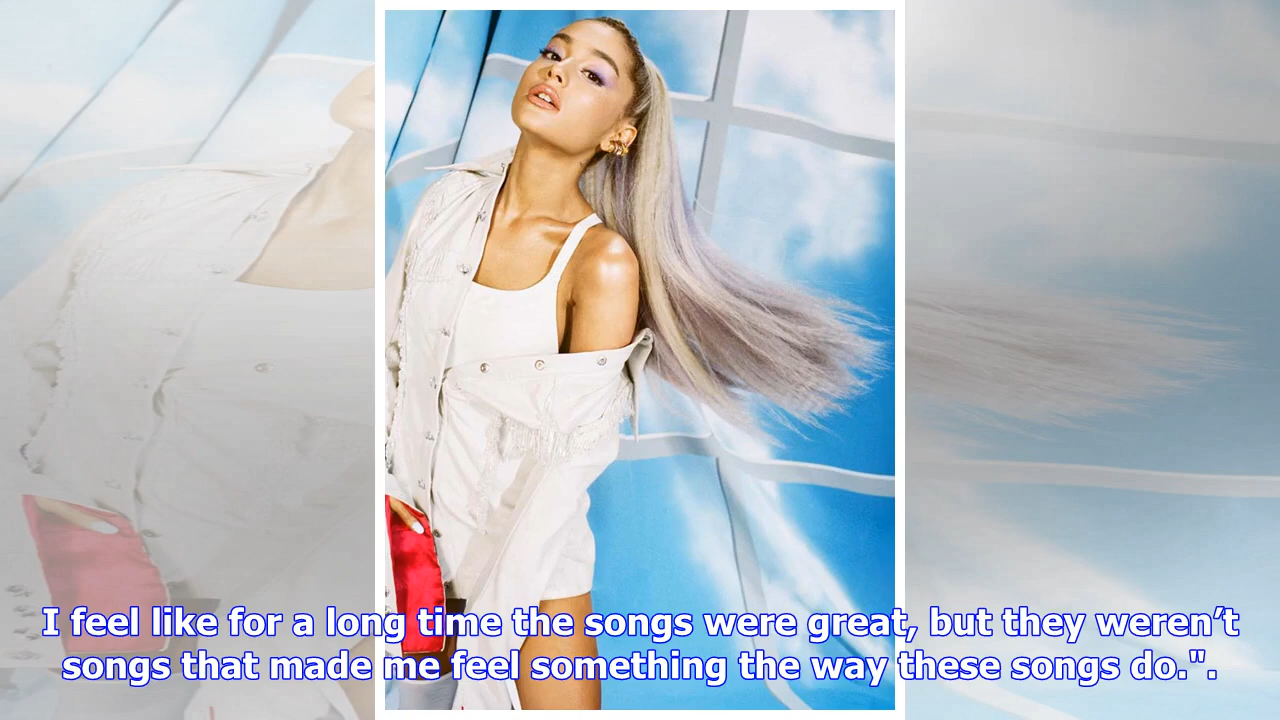 I feel like for a long time the songs were great, but they weren’t
songs that made me feel something the way these songs do.".